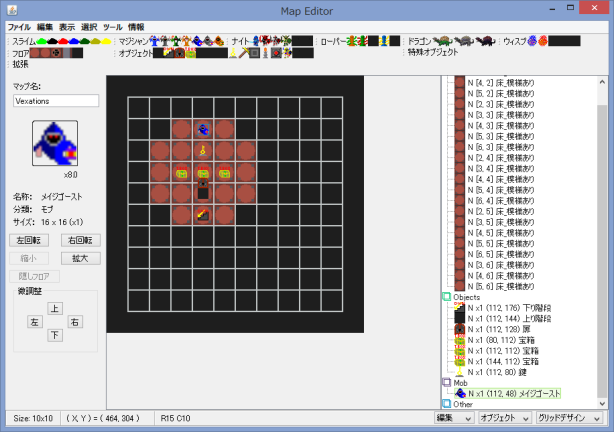 Map Editor
ファイル 編集 表示 選択 ツール 情報
スライム マジシャン ナイト ローパー ドラゴン ウィスプ
フロア オブジェクト 特殊オブジェクト
拡張
マップ名:
Vexations
x8.0
名称: メイジゴースト
分類: モブ
サイズ: 16 x 16 (x1)
左回転 右回転
縮小 拡大
隠しフロア
微調整
上
左 右
下
N [4, 2] 床_模様あり
N [5, 2] 床_模様あり
N [2, 3] 床_模様あり
N [3, 3] 床_模様あり
N [4, 3] 床_模様あり
N [5, 3] 床_模様あり
N [6, 3] 床_模様あり
N [2, 4] 床_模様あり
N [3, 4] 床_模様あり
N [4, 4] 床_模様あり
N [5, 4] 床_模様あり
N [6, 4] 床_模様あり
N [2, 5] 床_模様あり
N [3, 5] 床_模様あり
N [4, 5] 床_模様あり
N [5, 5] 床_模様あり
N [6, 5] 床_模様あり
N [3, 6] 床_模様あり
N [4, 6] 床_模様あり
N [5, 6] 床_模様あり
Objects
N x1 (112, 176) 下り階段
N x1 (112, 144) 上り階段
N x1 (112, 128) 扉
N x1 (80, 112) 宝箱
N x1 (112, 112) 宝箱
N x1 (144, 112) 宝箱
N x1 (112, 80) 鍵
Mob
N x1 (112, 48) メイジゴースト
Other
Size: 10x10 ( X, Y ) = ( 464, 304 ) R15 C10 編集 オブジェクト グリッドデザイン